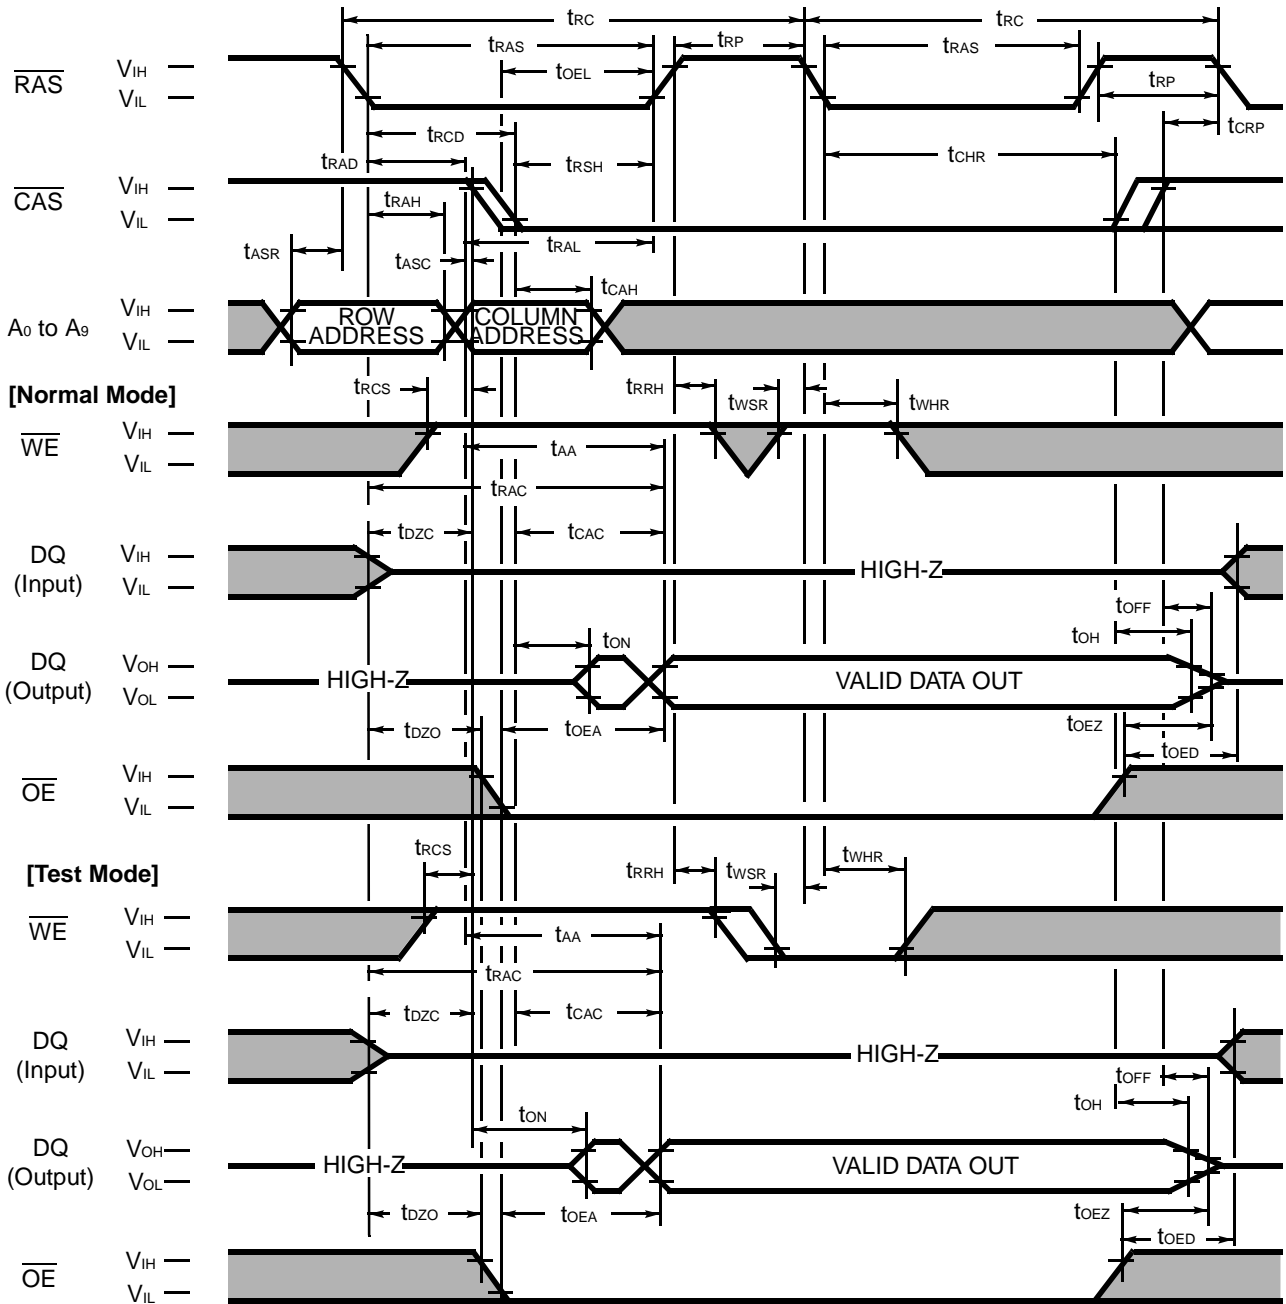 tRC tRC
tRAS tRP tRAS
RAS VIH tOEL
VIL tRP
tRCD tCRP
tRAD tRSH tCHR
CAS VIH
VIL tRAH
tASR tRAL
tASC
tCAH
A0 to A9 VIH ROW COLUMN
VIL ADDRESS ADDRESS
[Normal Mode] tRCS tRRH tWSR tWHR
WE VIH
VIL tAA
tRAC
tDZC tCAC
DQ VIH
(Input) VIL HIGH-Z
tOFF
tON tOH
DQ VOH
(Output) VOL HIGH-Z VALID DATA OUT
tDZO tOEA tOEZ
tOED
OE VIH
VIL
tRCS tWHR
[Test Mode] tRRH tWSR
WE VIH
VIL tAA
tRAC
tDZC tCAC
DQ VIH
(Input) VIL HIGH-Z
tOFF
tON tOH
DQ VOH
(Output) VOL HIGH-Z VALID DATA OUT
tDZO tOEA tOEZ
tOED
OE VIH
VIL